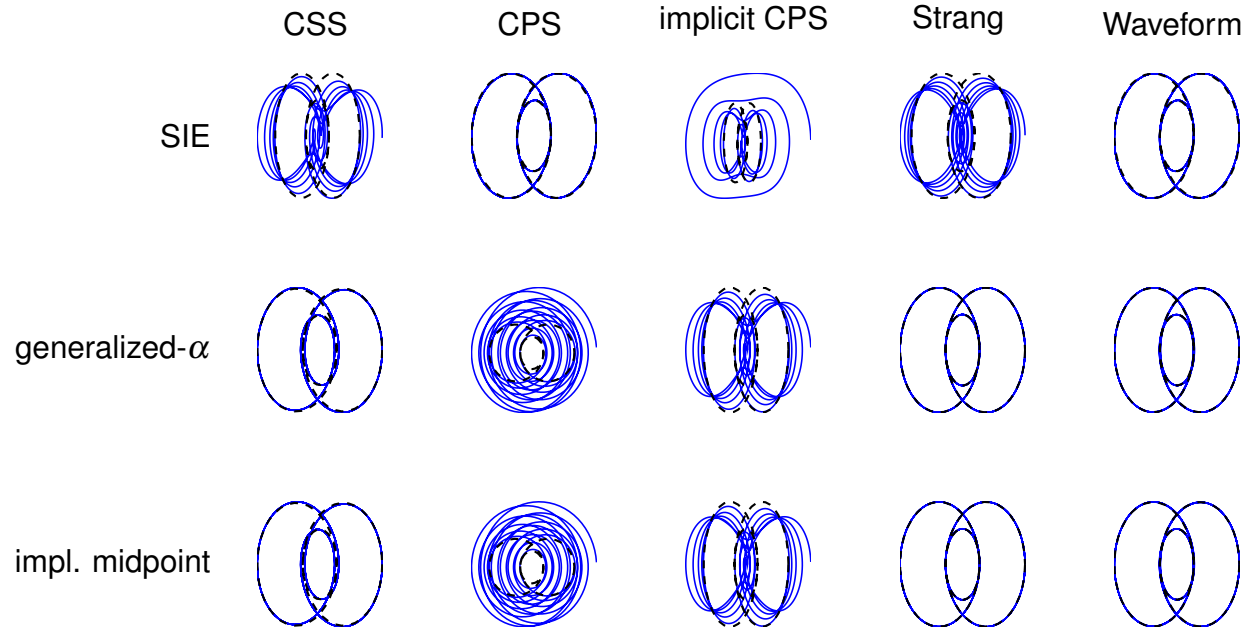 CSS CPS implicit CPS Strang Waveform
SIE
generalized-α
impl. midpoint